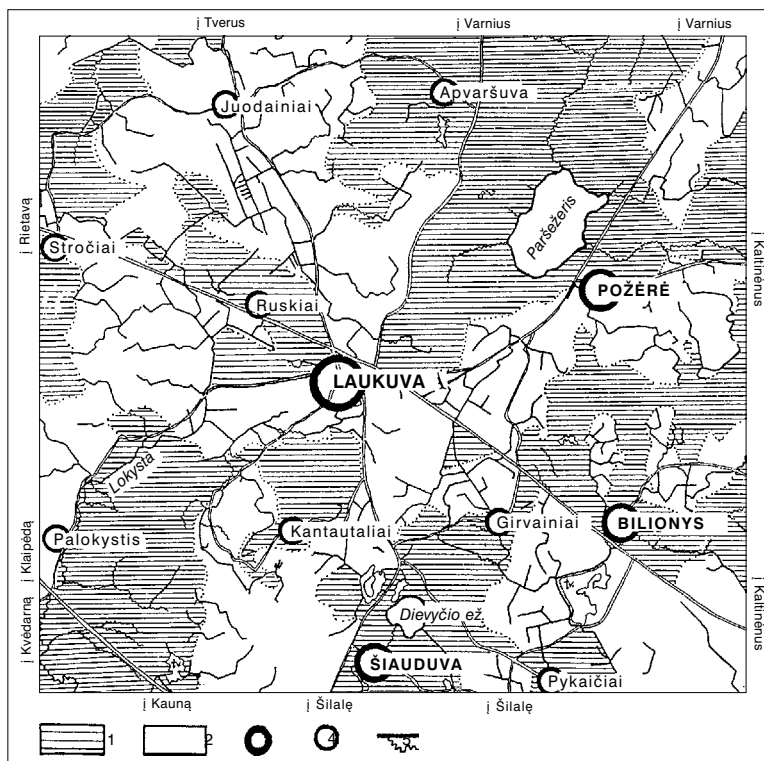 į Tverus
į Varnius
į Varnius
Juodainiai
Apvaršuva
į Rietavą
Stročiai
Paršežeris
į Kaltinėnus
Ruskiai
POŽĖRĖ
LAUKUVA
Lokysta
Palokystis
Kantautaliai
Girvainiai
BILIONYS
į Klaipėdą
į Kvėdarną
Dievyčio ež.
į Kaltinėnus
ŠIAUDUVA
Pykaičiai
į Kauną
į Šilalę
į Šilalę
1
2
4